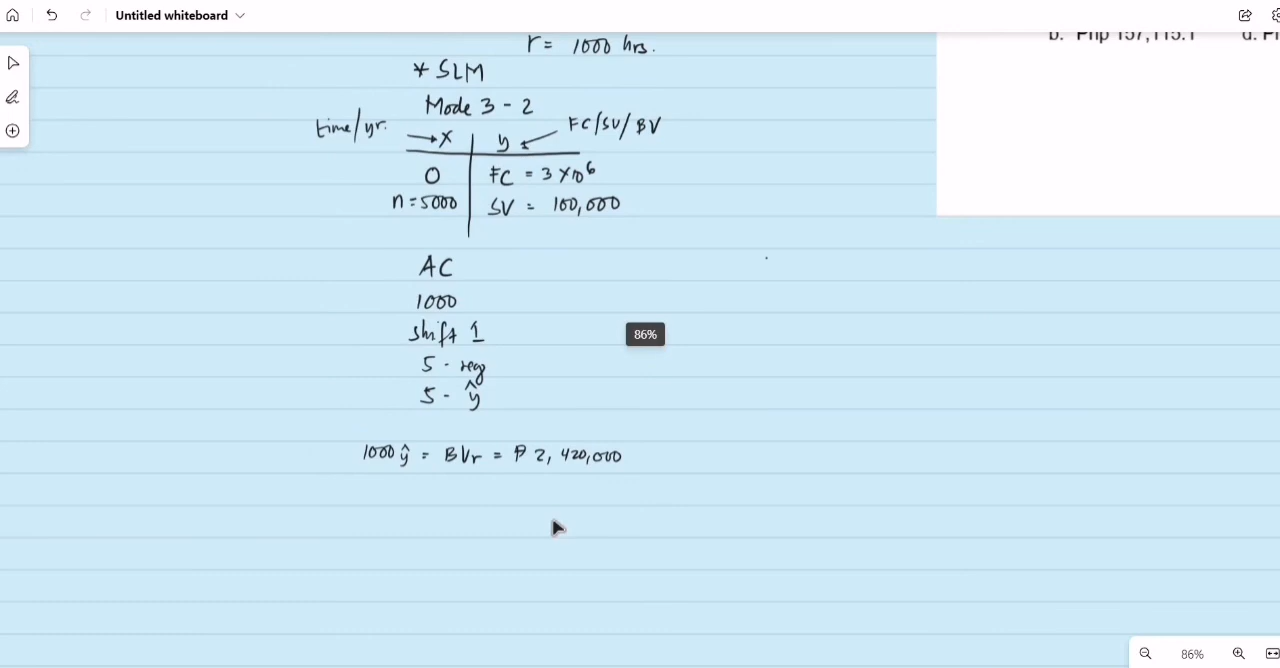 Untitled whiteboard
r = 1000 hrs.
* SLM
Mode 3 - 2
time/yr. → x | y ← FC/SV/BV
0 | FC = 3 x10⁶
n = 5000 | SV = 100,000
AC
1000
shift 1
5 - reg
5 - ŷ
1000 ŷ = BVr = ₱ 2, 420,000
b. Php 157,115.1 d.
86%
86%